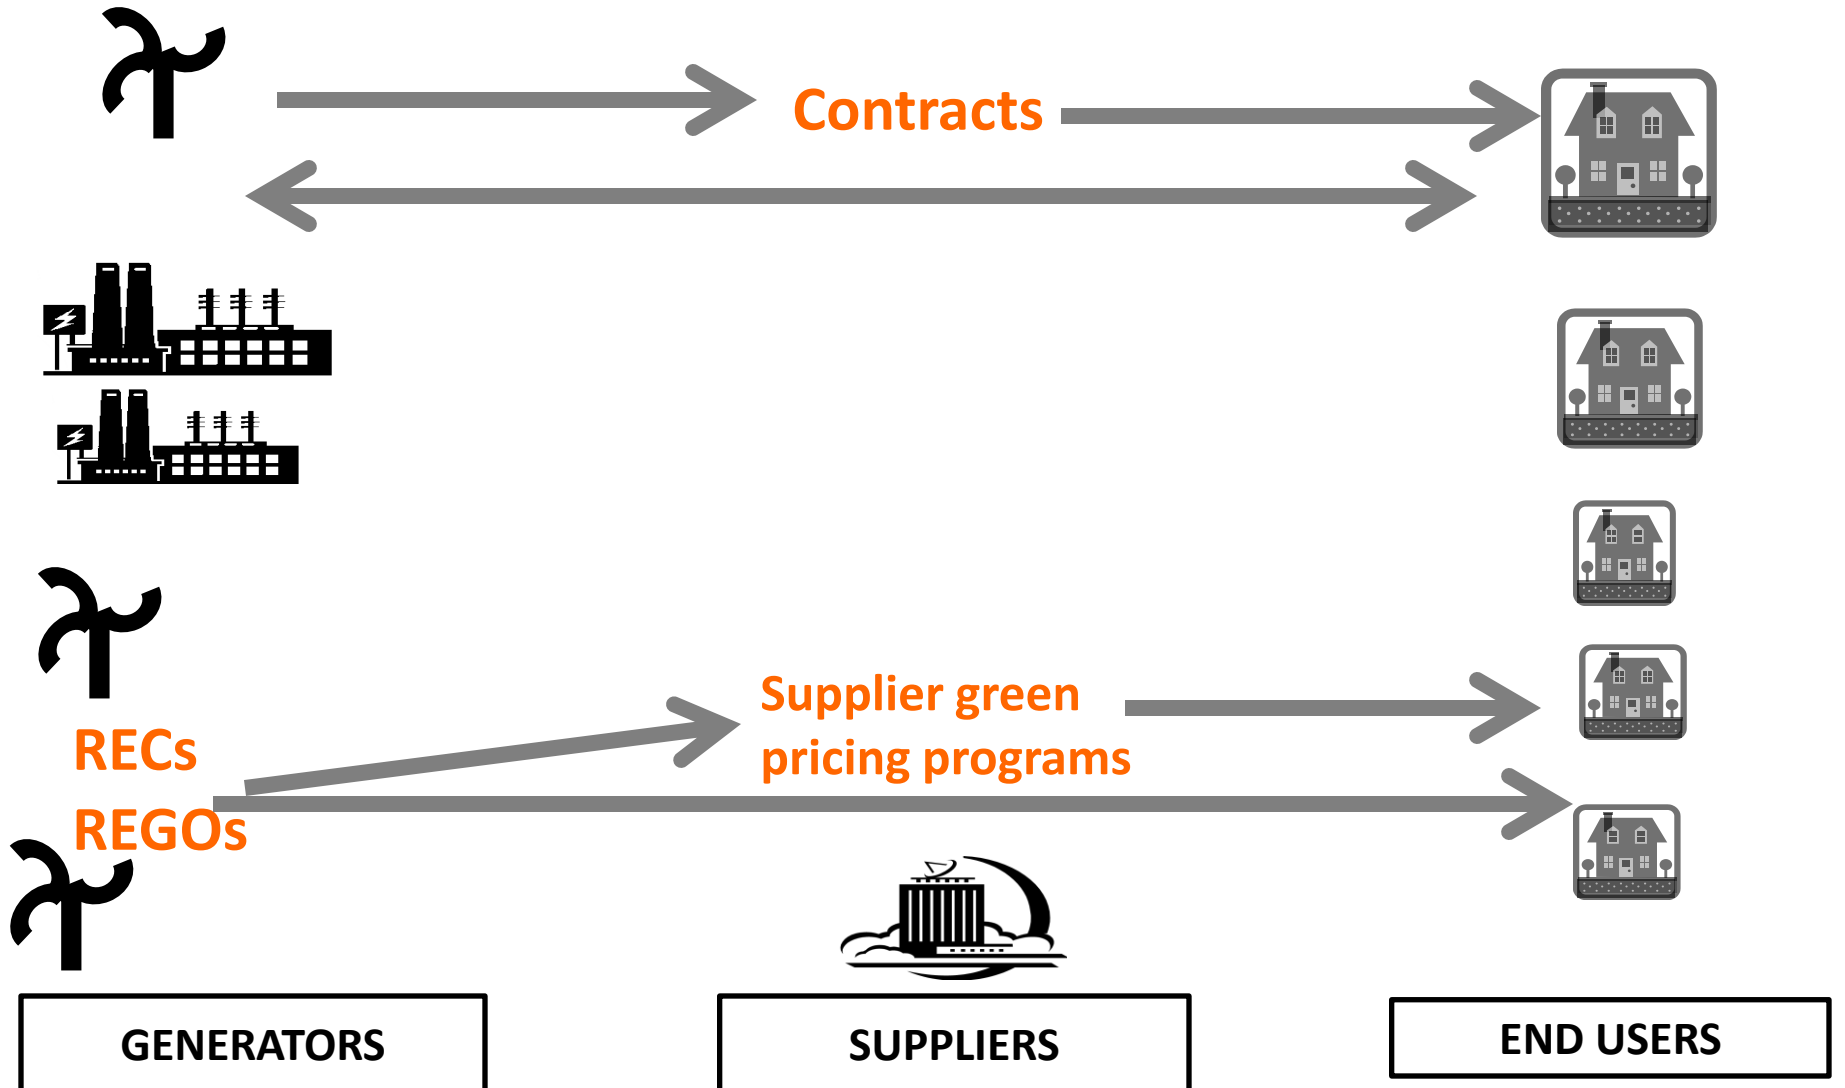 Contracts
Supplier green
pricing programs
RECs
REGOs
GENERATORS
SUPPLIERS
END USERS